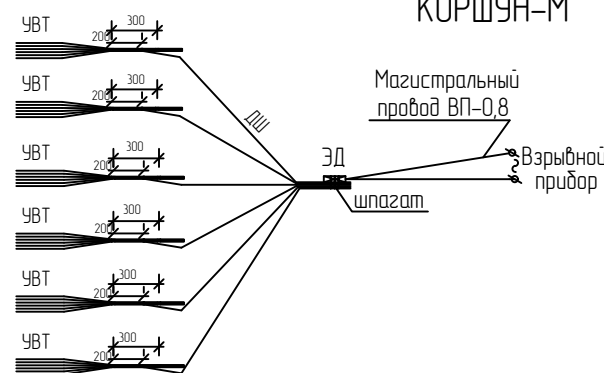 КОРШУН-М
УВТ
300
200
УВТ
300
200
Магистральный
провод ВП-0,8
ДШ
УВТ
300
200
ЭД
Взрывной
прибор
шпагат
УВТ
300
200
УВТ
300
200
УВТ
300
200